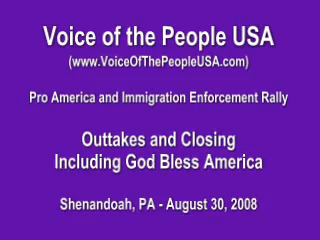 Voice of the People USA
(www.VoiceOfThePeopleUSA.com)
Pro America and Immigration Enforcement Rally
Outtakes and Closing
Including God Bless America
Shenandoah, PA - August 30, 2008